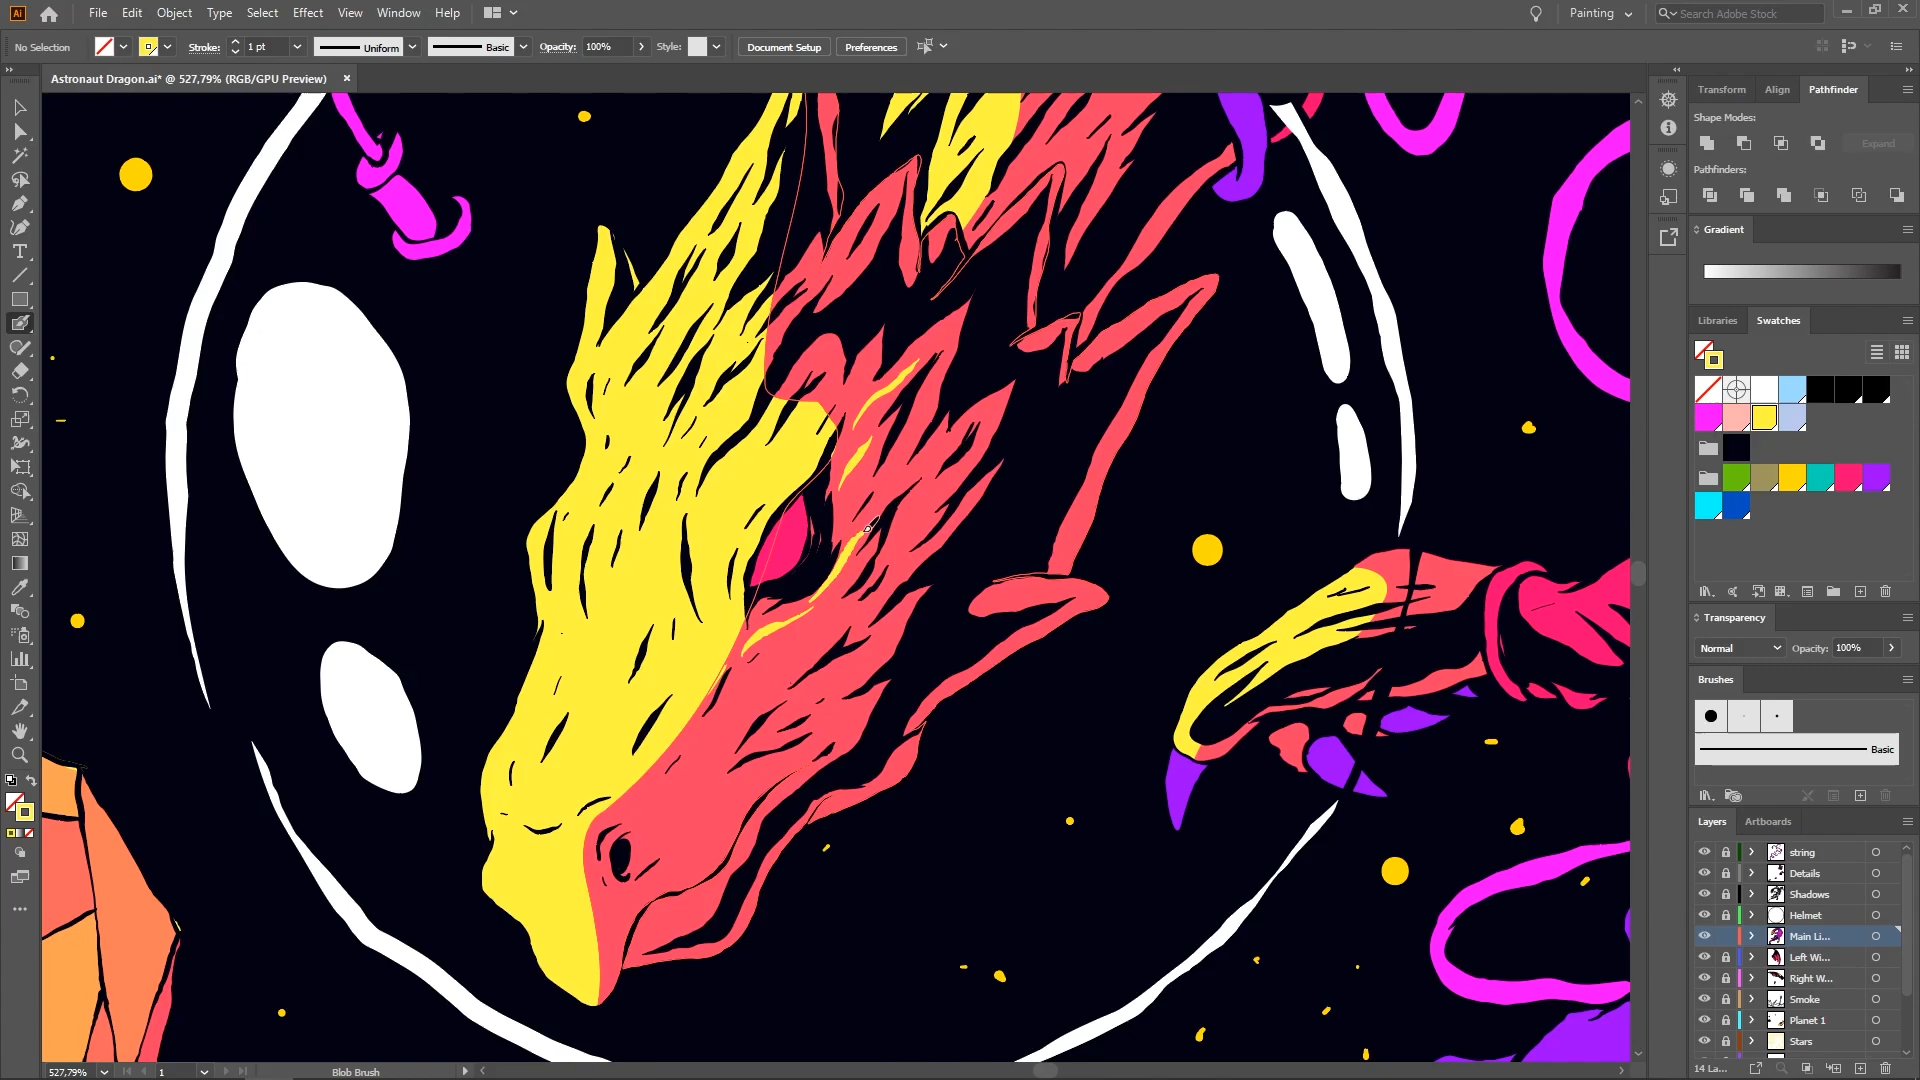 Ai File Edit Object Type Select Effect View Window Help Painting Search Adobe Stock
No Selection Stroke: 1 pt Uniform Basic Opacity: 100% Style: Document Setup Preferences
Astronaut Dragon.ai* @ 527,79% (RGB/GPU Preview)
Transform Align Pathfinder
Shape Modes:
Expand
Pathfinders:
Gradient
Libraries Swatches
Transparency
Normal Opacity: 100%
Brushes
Basic
Layers Artboards
string
Details
Shadows
Helmet
Main Li...
Left Wi...
Right W...
Smoke
Planet 1
Stars
527,79% 1 Blob Brush 14 La...